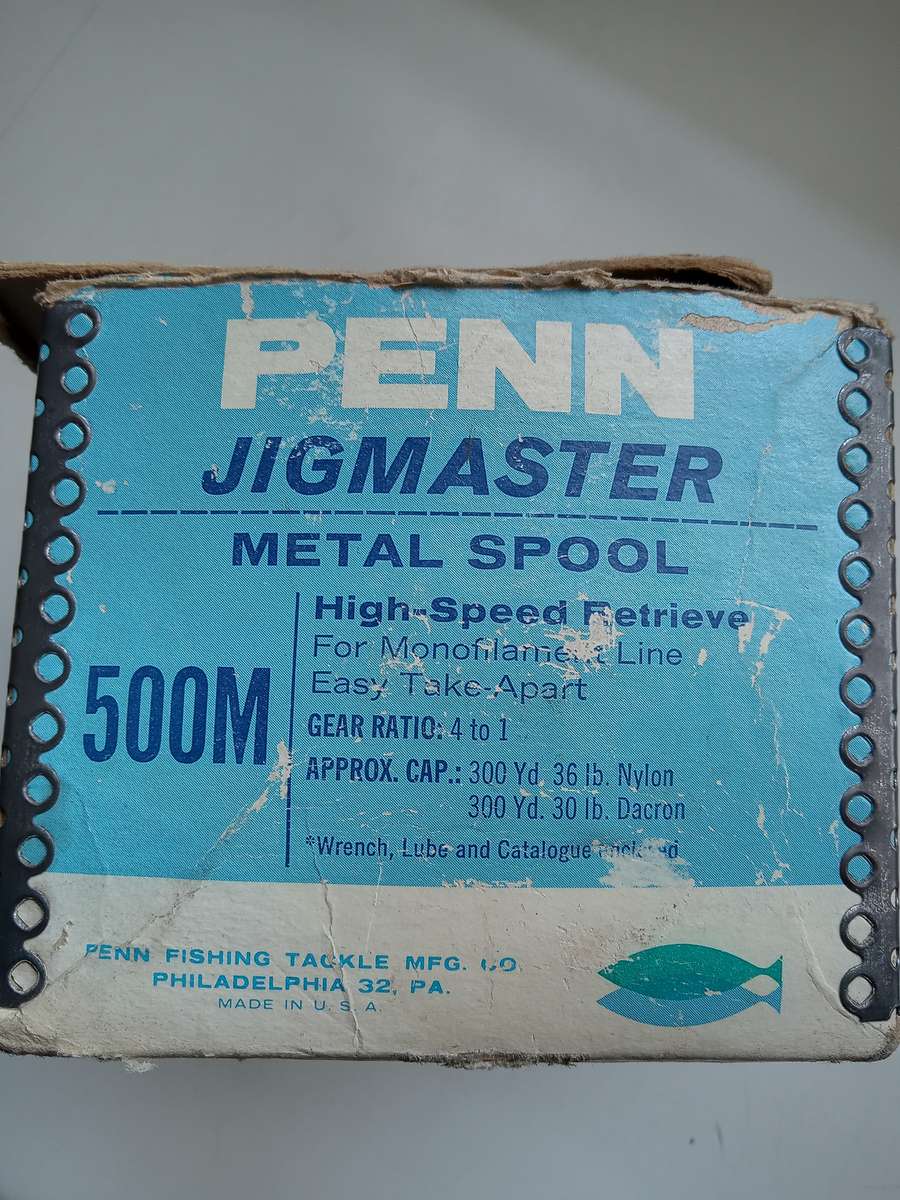 PENN
JIGMASTER
METAL SPOOL
500M
High-Speed Retrieve
For Monofilament Line
Easy Take-Apart
GEAR RATIO: 4 to 1
APPROX. CAP.: 300 Yd. 36 lb. Nylon
300 Yd. 30 lb. Dacron
*Wrench, Lube and Catalogue Enclosed
PENN FISHING TACKLE MFG. CO.
PHILADELPHIA 32, PA.
MADE IN U. S. A.